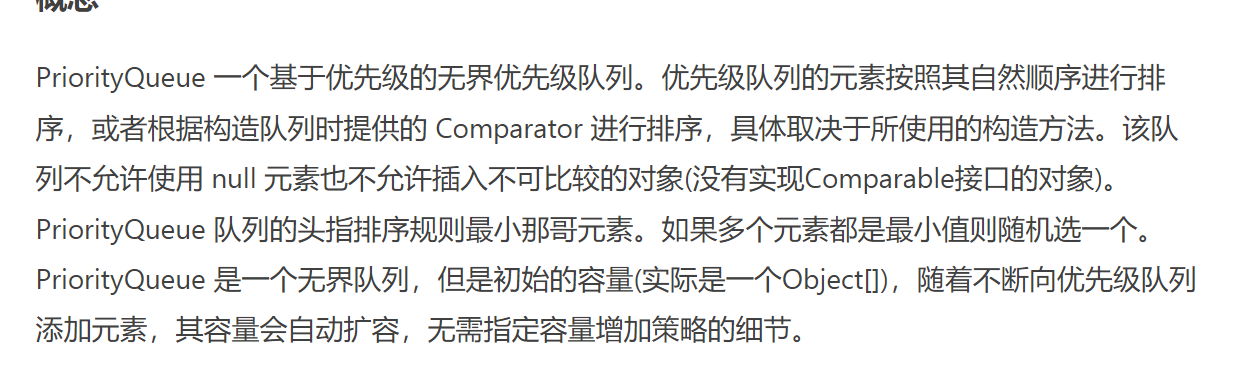 概念
PriorityQueue 一个基于优先级的无界优先级队列。优先级队列的元素按照其自然顺序进行排
序，或者根据构造队列时提供的 Comparator 进行排序，具体取决于所使用的构造方法。该队
列不允许使用 null 元素也不允许插入不可比较的对象(没有实现Comparable接口的对象)。
PriorityQueue 队列的头指排序规则最小那哥元素。如果多个元素都是最小值则随机选一个。
PriorityQueue 是一个无界队列，但是初始的容量(实际是一个Object[])，随着不断向优先级队列
添加元素，其容量会自动扩容，无需指定容量增加策略的细节。